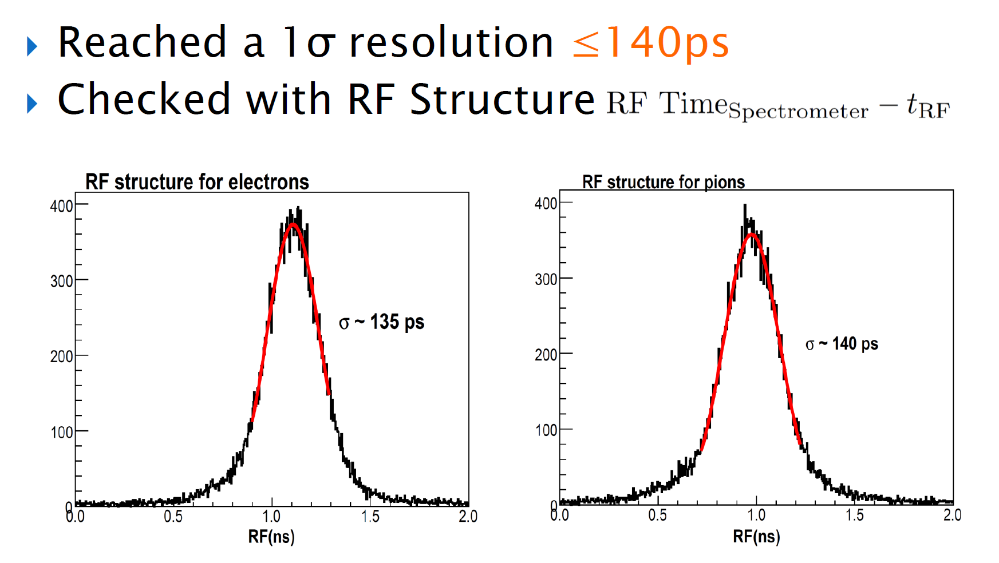 Reached a 1σ resolution ≤140ps
Checked with RF Structure RF Time_Spectrometer − t_RF
RF structure for electrons
400
300
200
100
0
σ ~ 135 ps
0.0 0.5 1.0 1.5 2.0
RF(ns)
RF structure for pions
400
300
200
100
0
σ ~ 140 ps
0.0 0.5 1.0 1.5 2.0
RF(ns)